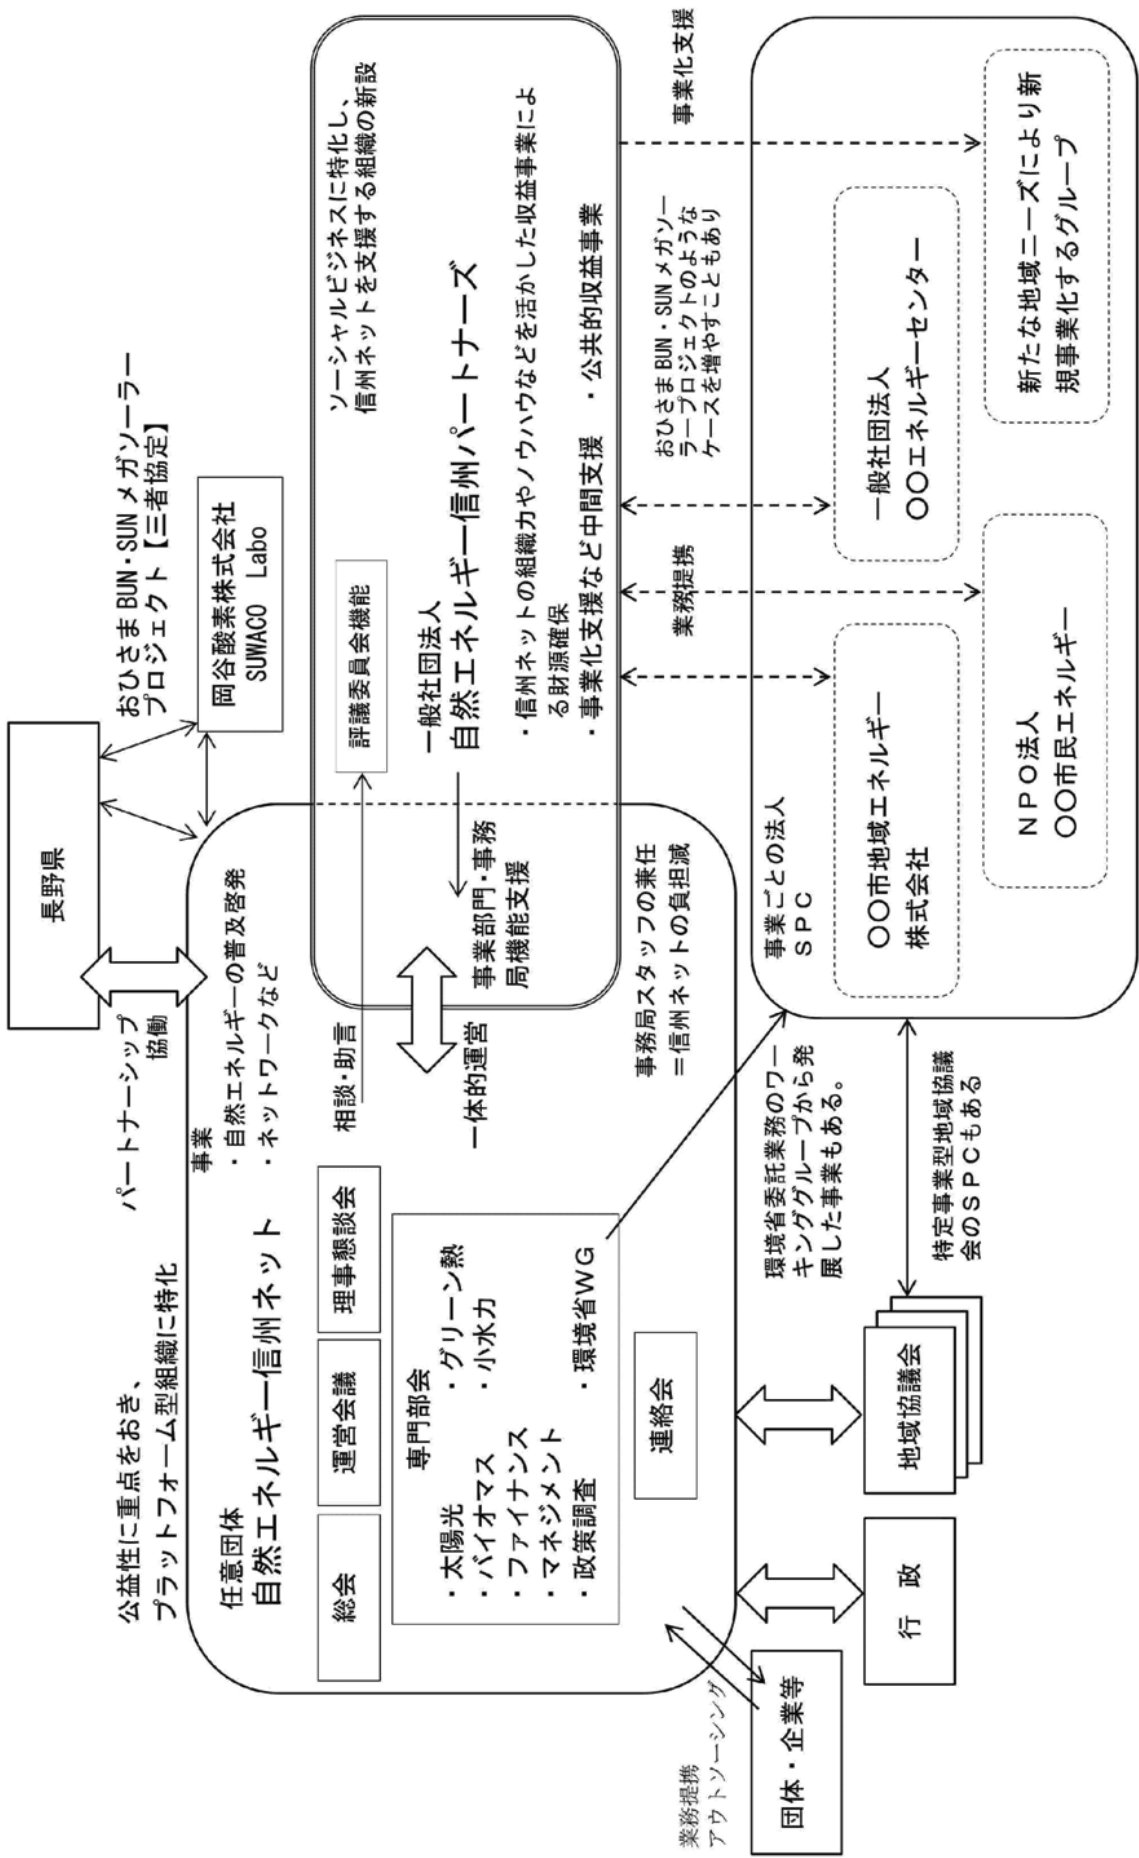 長野県
パートナーシップ
協働
おひさま BUN・SUN メガソーラー
プロジェクト【三者協定】
岡谷酸素株式会社
SUWACO Labo
公益性に重点をおき、
プラットフォーム型組織に特化
任意団体
自然エネルギー信州ネット
事業
・自然エネルギーの普及啓発
・ネットワークなど
総会
運営会議
理事懇談会
相談・助言
専門部会
・太陽光
・グリーン熱
・バイオマス
・小水力
・ファイナンス
・マネジメント
・政策調査
・環境省WG
連絡会
一体的運営
事業部門・事務
局機能支援
事務局スタッフの兼任
＝信州ネットの負担減
ソーシャルビジネスに特化し、
信州ネットを支援する組織の新設
評議委員会機能
一般社団法人
自然エネルギー信州パートナーズ
・信州ネットの組織力やノウハウなどを活かした収益事業によ
る財源確保
・事業化支援など中間支援 ・公共的収益事業
業務提携
アウトソーシング
団体・企業等
行 政
地域協議会
環境省委託業務のワー
キンググループから発
展した事業もある。
特定事業型地域協議
会のＳＰＣもある
業務提携
おひさま BUN・SUN メガソー
ラープロジェクトのような
ケースを増やすこともあり
事業化支援
事業ごとの法人
ＳＰＣ
〇〇市地域エネルギー
株式会社
一般社団法人
〇〇エネルギーセンター
ＮＰＯ法人
〇〇市民エネルギー
新たな地域ニーズにより新
規事業化するグループ